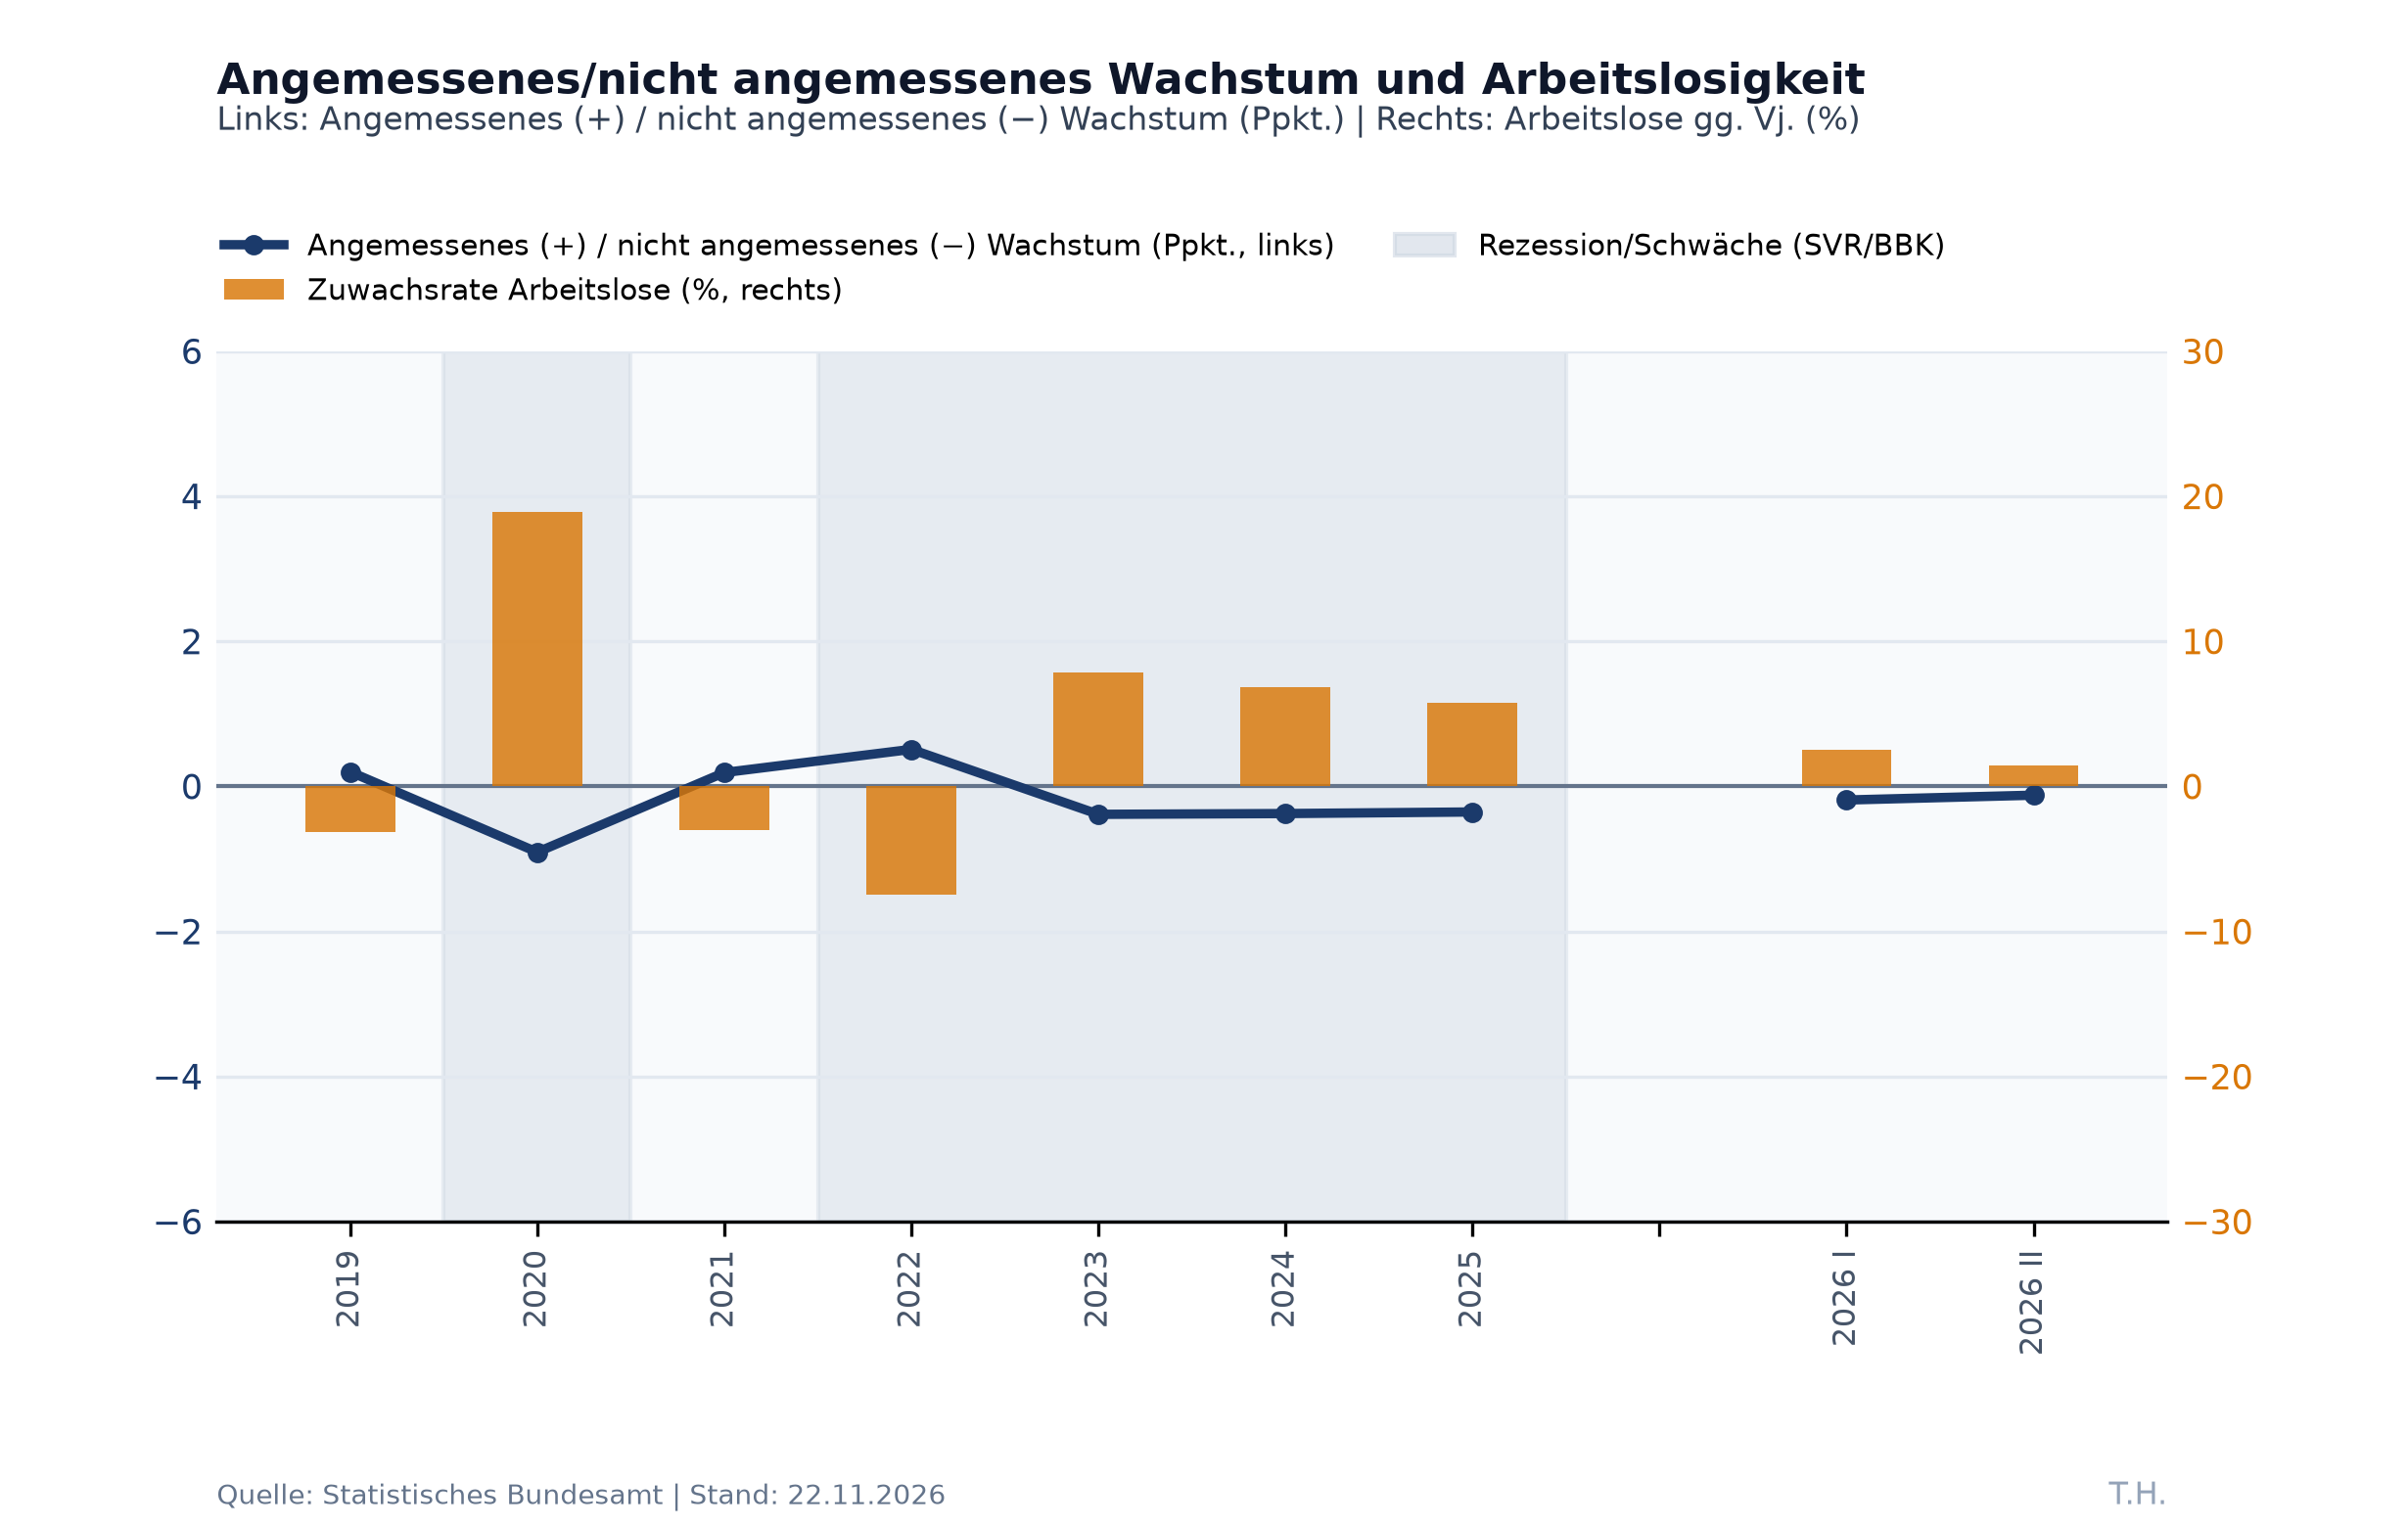 Angemessenes/nicht angemessenes Wachstum und Arbeitslosigkeit
Links: Angemessenes (+) / nicht angemessenes (−) Wachstum (Ppkt.) | Rechts: Arbeitslose gg. Vj. (%)
Angemessenes (+) / nicht angemessenes (−) Wachstum (Ppkt., links)
Zuwachsrate Arbeitslose (%, rechts)
Rezession/Schwäche (SVR/BBK)
6
4
2
0
−2
−4
−6
30
20
10
0
−10
−20
−30
2019
2020
2021
2022
2023
2024
2025
2026 I
2026 II
Quelle: Statistisches Bundesamt | Stand: 22.11.2026
T.H.